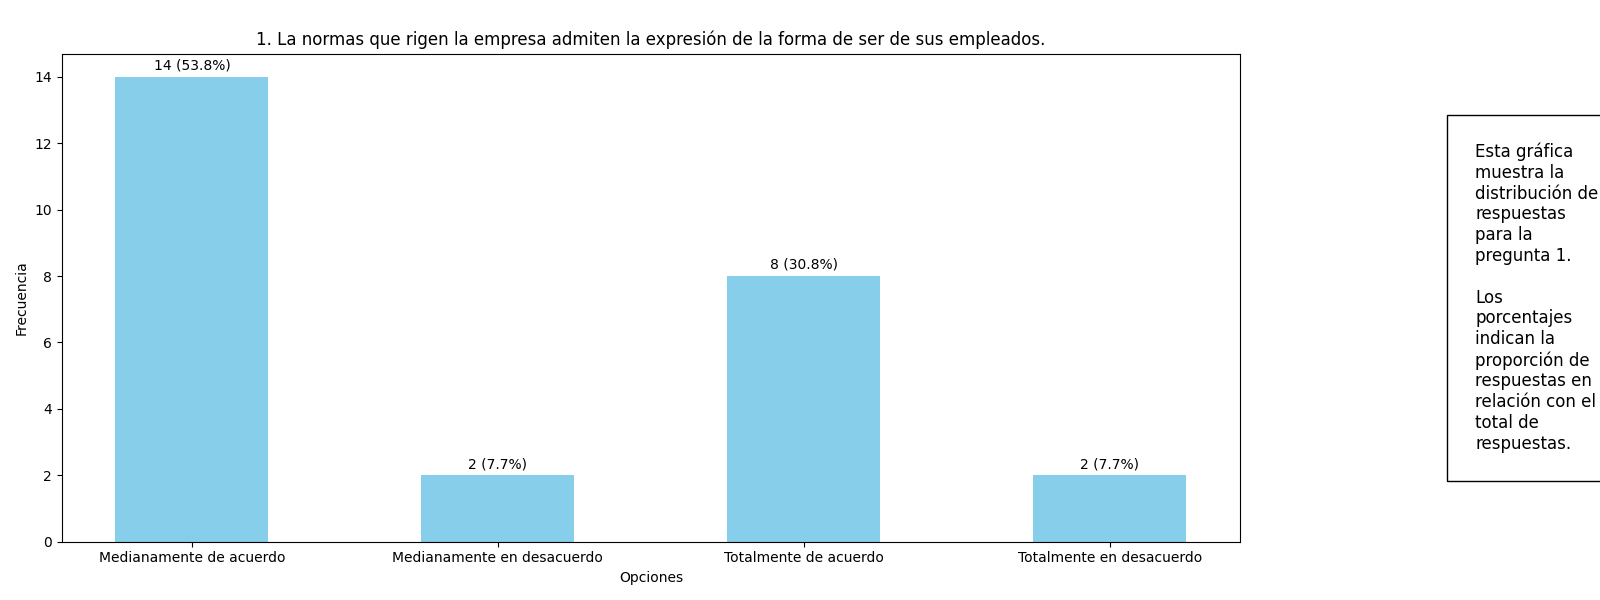 1. La normas que rigen la empresa admiten la expresión de la forma de ser de sus empleados.
14 (53.8%)
8 (30.8%)
2 (7.7%)
2 (7.7%)
14
12
10
8
6
4
2
0
Frecuencia
Medianamente de acuerdo
Medianamente en desacuerdo
Totalmente de acuerdo
Totalmente en desacuerdo
Opciones
Esta gráfica
muestra la
distribución de
respuestas
para la
pregunta 1.
Los
porcentajes
indican la
proporción de
respuestas en
relación con el
total de
respuestas.